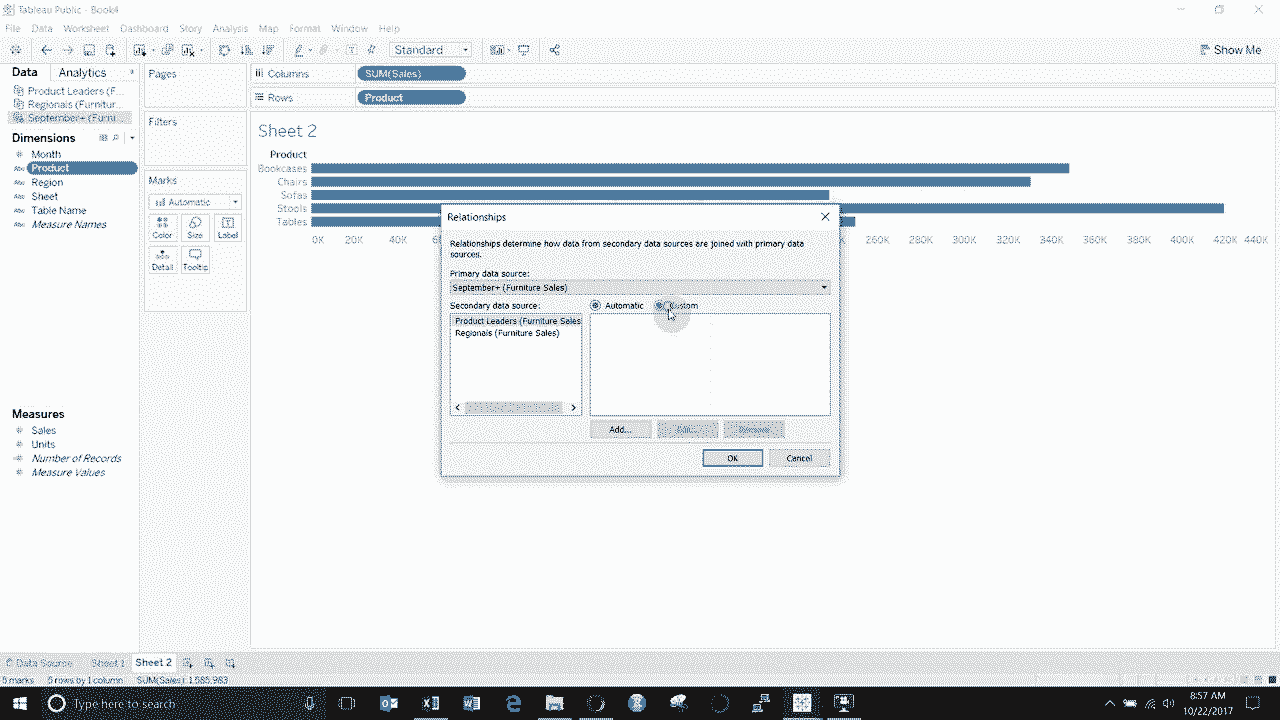 Tableau Public - Book4
File Data Worksheet Dashboard Story Analysis Map Format Window Help
Standard Show Me
Data Analytics
Product Leaders (F...
Regionals (Furnitur...
September+ (Furni...
Dimensions
Month
Abc Product
Abc Region
Abc Sheet
Abc Table Name
Abc Measure Names
Measures
Sales
Units
Number of Records
Measure Values
Pages
Filters
Marks
Automatic
Color Size Label
Detail Tooltip
Columns SUM(Sales)
Rows Product
Sheet 2
Product
Bookcases
Chairs
Sofas
Stools
Tables
0K 20K 40K 260K 280K 300K 320K 340K 360K 380K 400K 420K 440K
Relationships
Relationships determine how data from secondary data sources are joined with primary data
sources.
Primary data source:
September+ (Furniture Sales)
Secondary data source: Automatic Custom
Product Leaders (Furniture Sales
Regionals (Furniture Sales)
Add... Edit... Remove
OK Cancel
Data Source Sheet 1 Sheet 2
5 marks 5 rows by 1 column SUM(Sales): 1,585,983
Type here to search
8:57 AM
10/22/2017